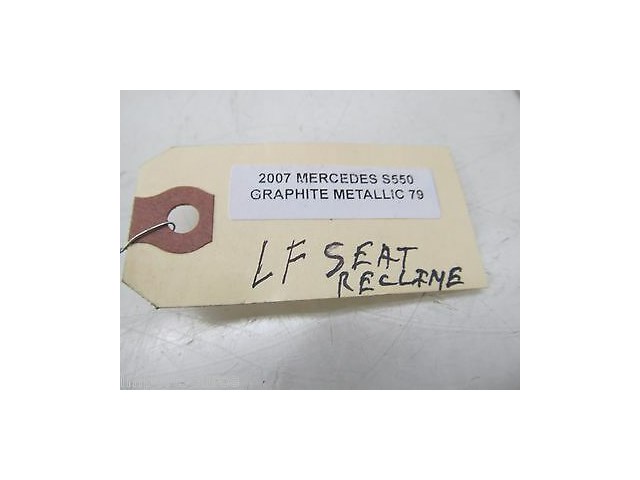 2007 MERCEDES S550
GRAPHITE METALLIC 79
LF SEAT
RECLINE